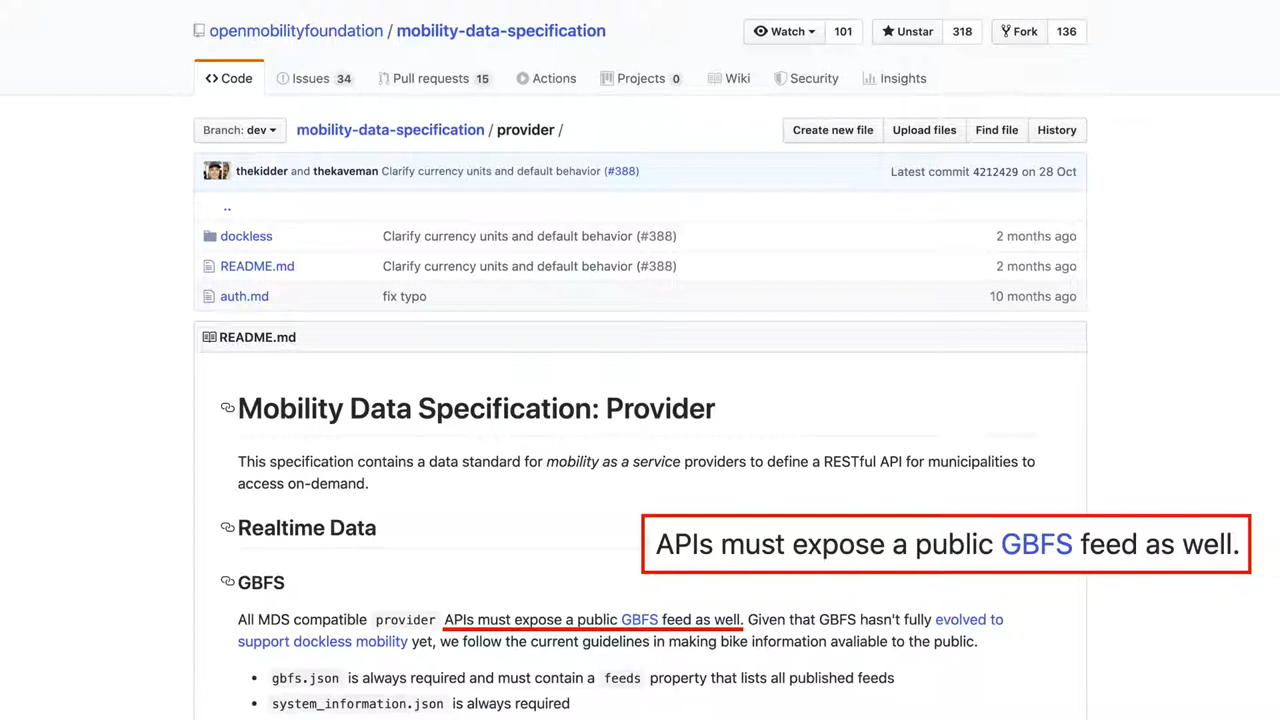 openmobilityfoundation / mobility-data-specification
Watch 101 Unstar 318 Fork 136
Code Issues 34 Pull requests 15 Actions Projects 0 Wiki Security Insights
Branch: dev mobility-data-specification / provider / Create new file Upload files Find file History
thekidder and thekaveman Clarify currency units and default behavior (#388) Latest commit 4212429 on 28 Oct
..
dockless Clarify currency units and default behavior (#388) 2 months ago
README.md Clarify currency units and default behavior (#388) 2 months ago
auth.md fix typo 10 months ago
README.md
Mobility Data Specification: Provider
This specification contains a data standard for mobility as a service providers to define a RESTful API for municipalities to
access on-demand.
Realtime Data
APIs must expose a public GBFS feed as well.
GBFS
All MDS compatible provider APIs must expose a public GBFS feed as well. Given that GBFS hasn't fully evolved to
support dockless mobility yet, we follow the current guidelines in making bike information avaliable to the public.
• gbfs.json is always required and must contain a feeds property that lists all published feeds
• system_information.json is always required